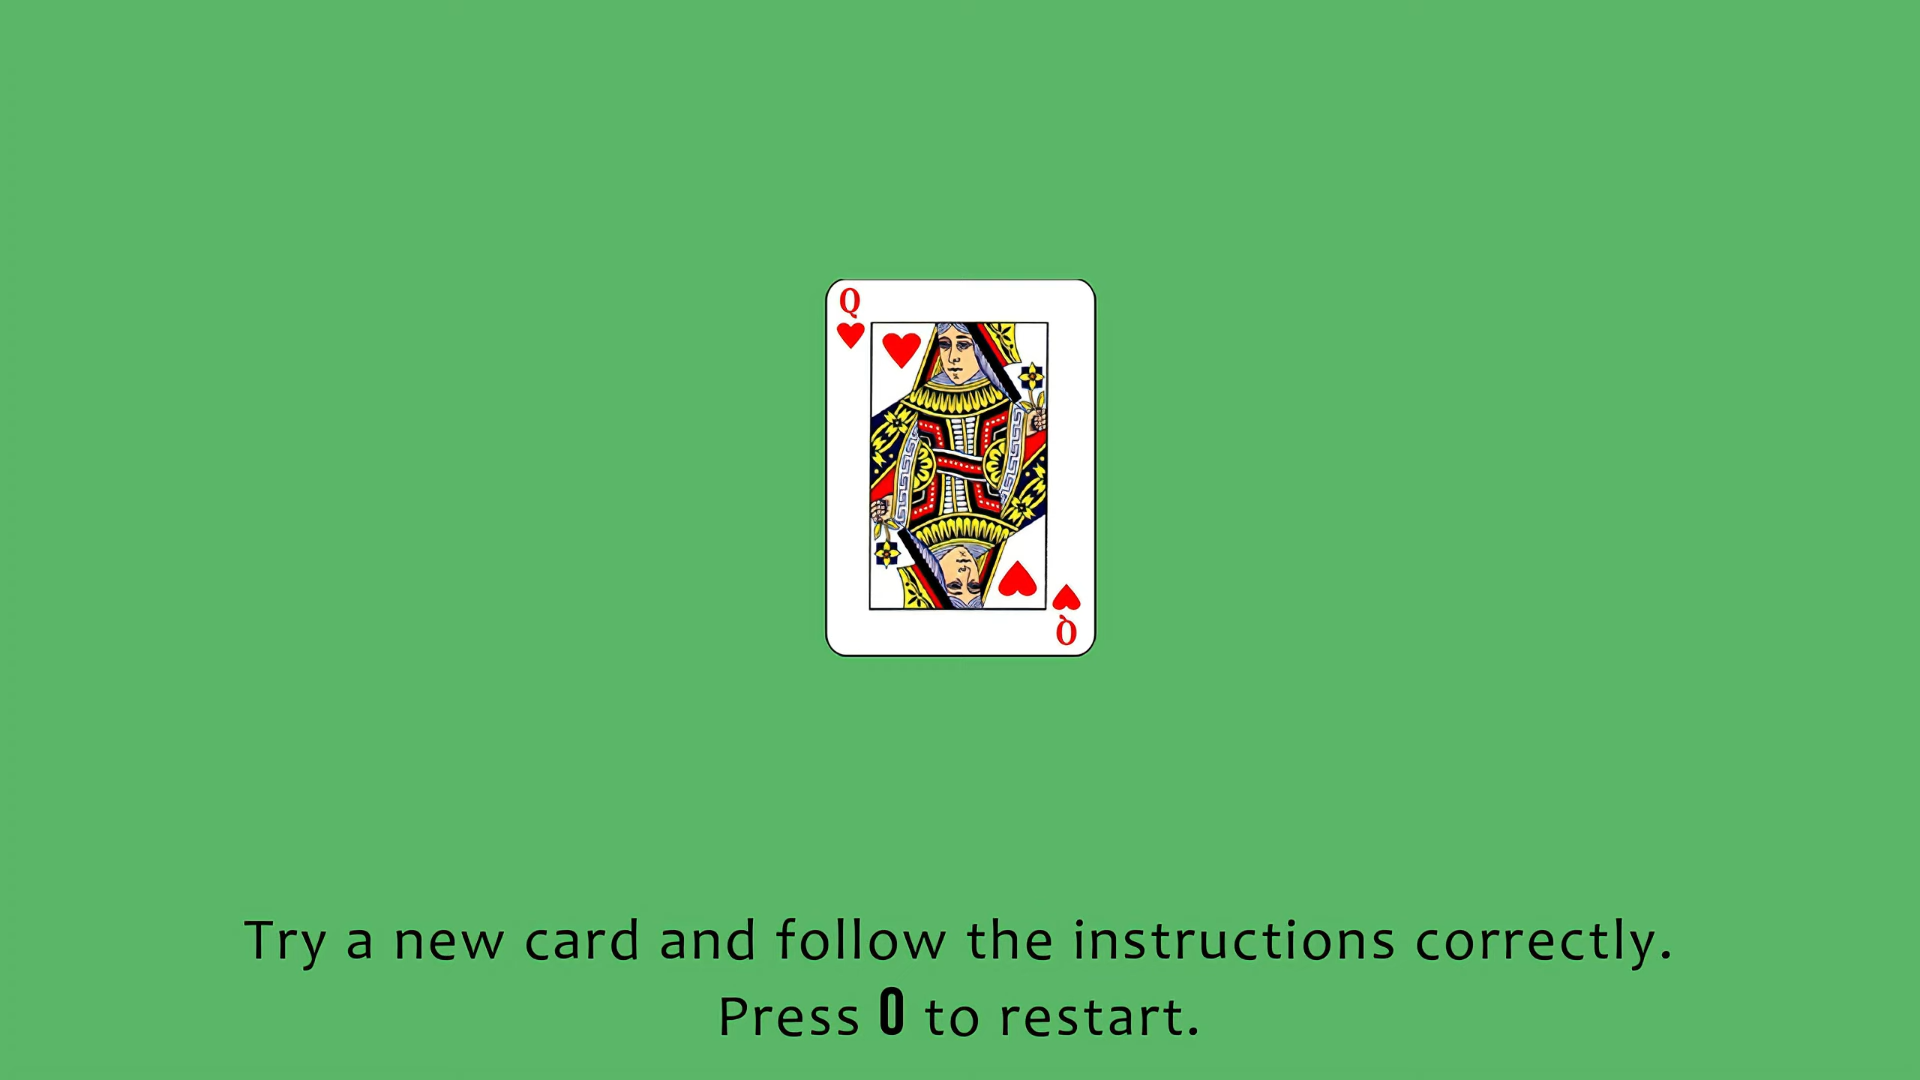 Q
Try a new card and follow the instructions correctly.
Press 0 to restart.
Q